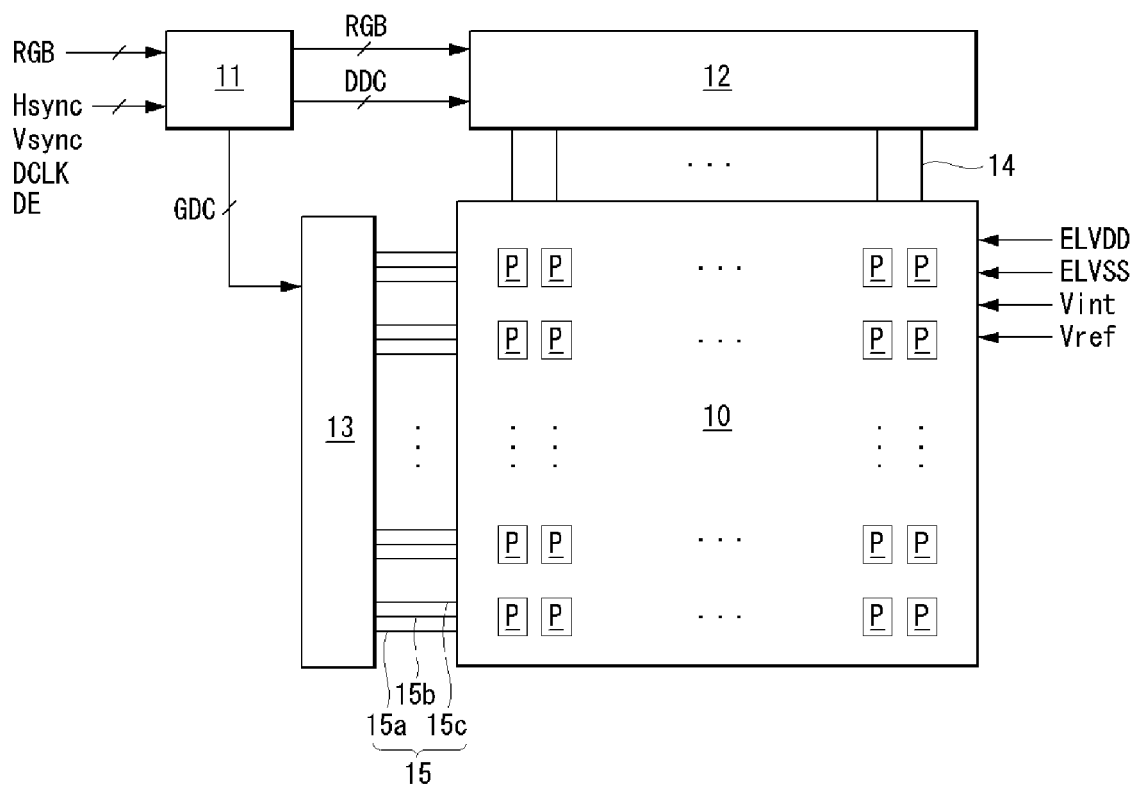 RGB
Hsync
Vsync
DCLK
DE
11
RGB
DDC
12
14
GDC
13
P P . . . P P
P P . . . P P
10
P P . . . P P
P P . . . P P
ELVDD
ELVSS
Vint
Vref
15b
15a 15c
15